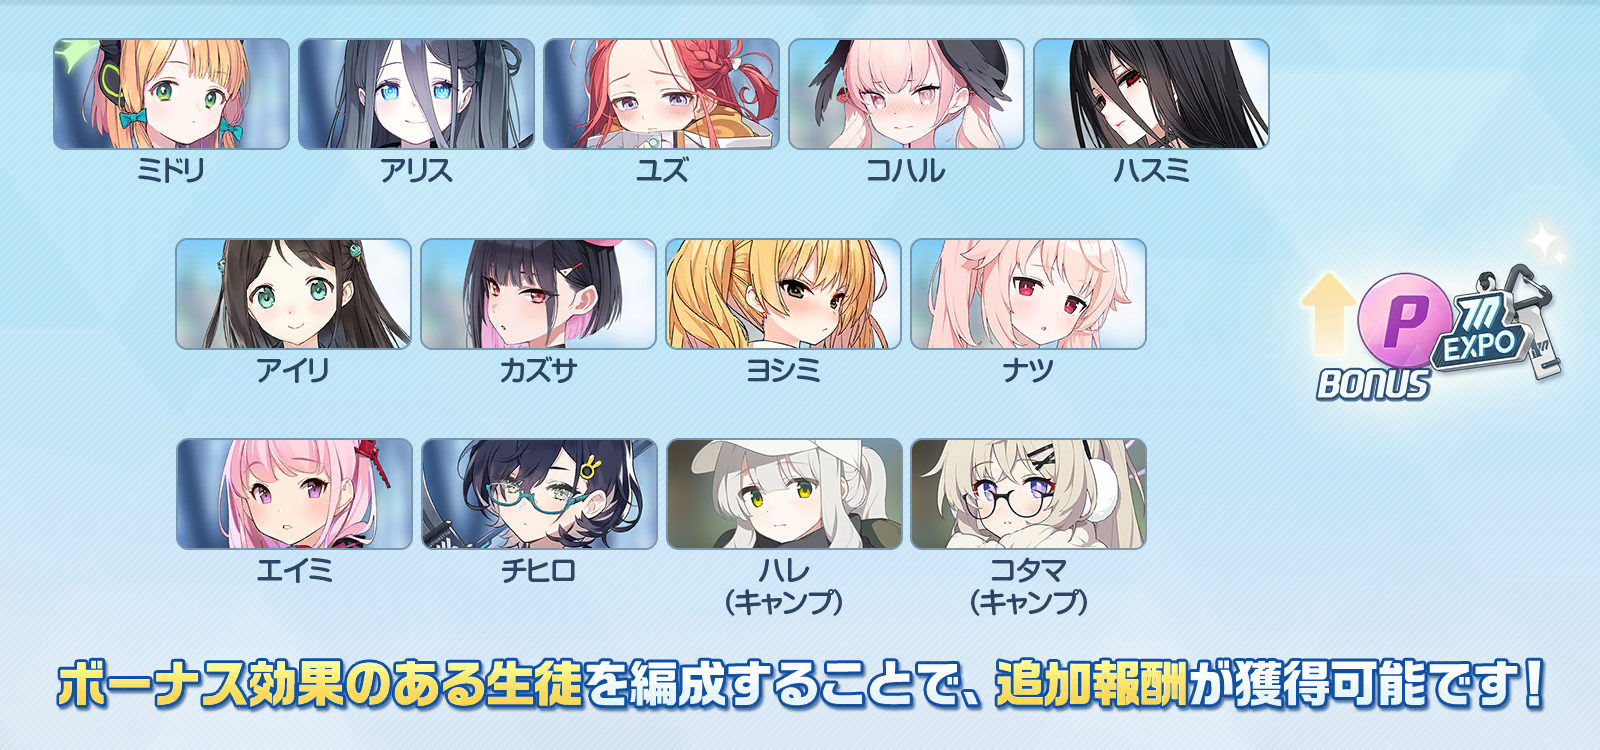 ミドリ
アリス
ユズ
コハル
ハスミ
アイリ
カズサ
ヨシミ
ナツ
P
EXPO
BONUS
エイミ
チヒロ
ハレ
(キャンプ)
コタマ
(キャンプ)
ボーナス効果のある生徒を編成することで、追加報酬が獲得可能です!